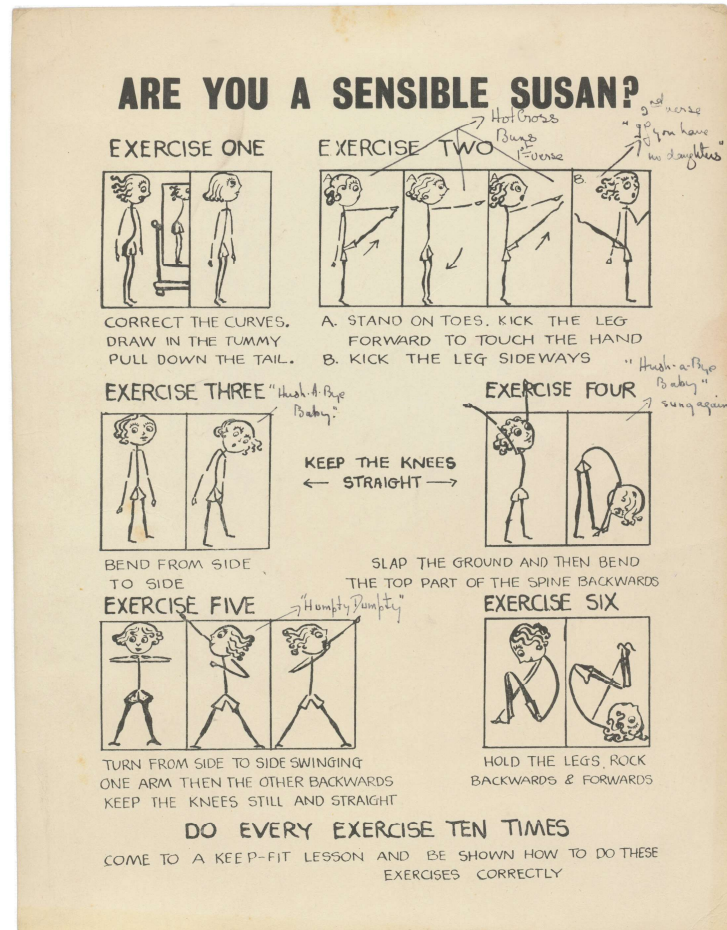 ARE YOU A SENSIBLE SUSAN?
Hot Cross
Buns
1st verse
2nd verse
"If you have
no daughters"
EXERCISE ONE
EXERCISE TWO
A. A. A. B.
CORRECT THE CURVES.
DRAW IN THE TUMMY
PULL DOWN THE TAIL.
A. STAND ON TOES. KICK THE LEG
FORWARD TO TOUCH THE HAND
B. KICK THE LEG SIDEWAYS
EXERCISE THREE
"Hush-A-Bye
Baby."
EXERCISE FOUR
"Hush-a-Bye
Baby"
sung again
KEEP THE KNEES
← STRAIGHT →
BEND FROM SIDE
TO SIDE
SLAP THE GROUND AND THEN BEND
THE TOP PART OF THE SPINE BACKWARDS
EXERCISE FIVE
"Humpty Dumpty"
EXERCISE SIX
TURN FROM SIDE TO SIDE SWINGING
ONE ARM THEN THE OTHER BACKWARDS
KEEP THE KNEES STILL AND STRAIGHT
HOLD THE LEGS, ROCK
BACKWARDS & FORWARDS
DO EVERY EXERCISE TEN TIMES
COME TO A KEEP-FIT LESSON AND BE SHOWN HOW TO DO THESE
EXERCISES CORRECTLY